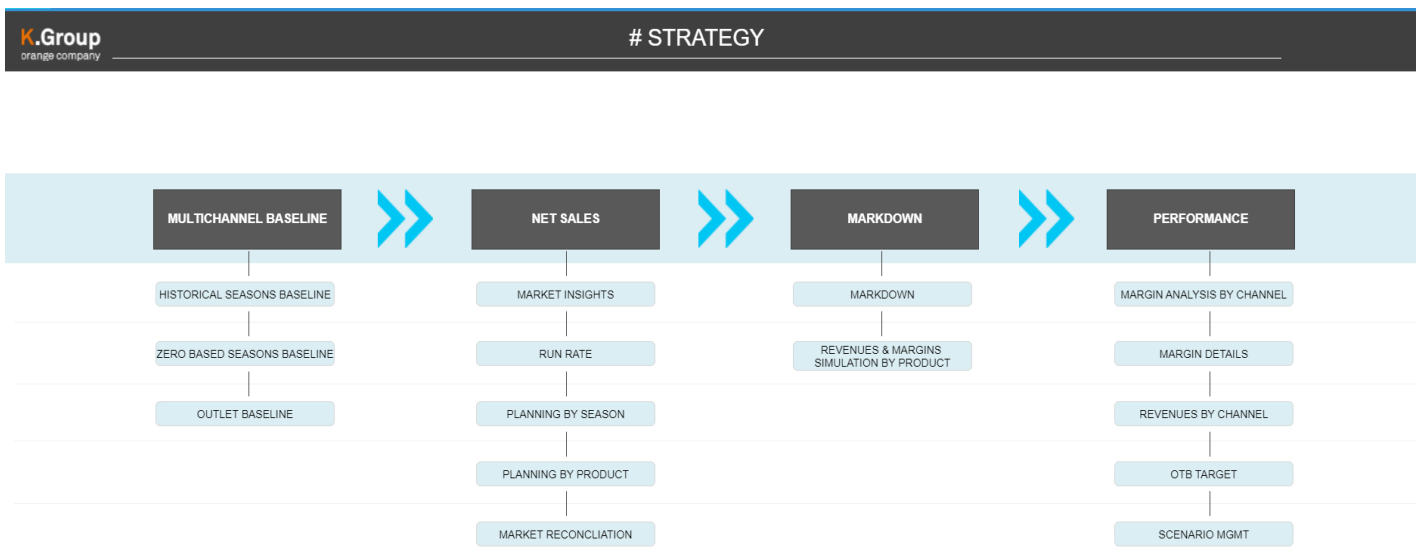 K.Group
orange company
# STRATEGY
MULTICHANNEL BASELINE
NET SALES
MARKDOWN
PERFORMANCE
HISTORICAL SEASONS BASELINE
MARKET INSIGHTS
MARKDOWN
MARGIN ANALYSIS BY CHANNEL
ZERO BASED SEASONS BASELINE
RUN RATE
REVENUES & MARGINS
SIMULATION BY PRODUCT
MARGIN DETAILS
OUTLET BASELINE
PLANNING BY SEASON
REVENUES BY CHANNEL
PLANNING BY PRODUCT
OTB TARGET
MARKET RECONCLIATION
SCENARIO MGMT